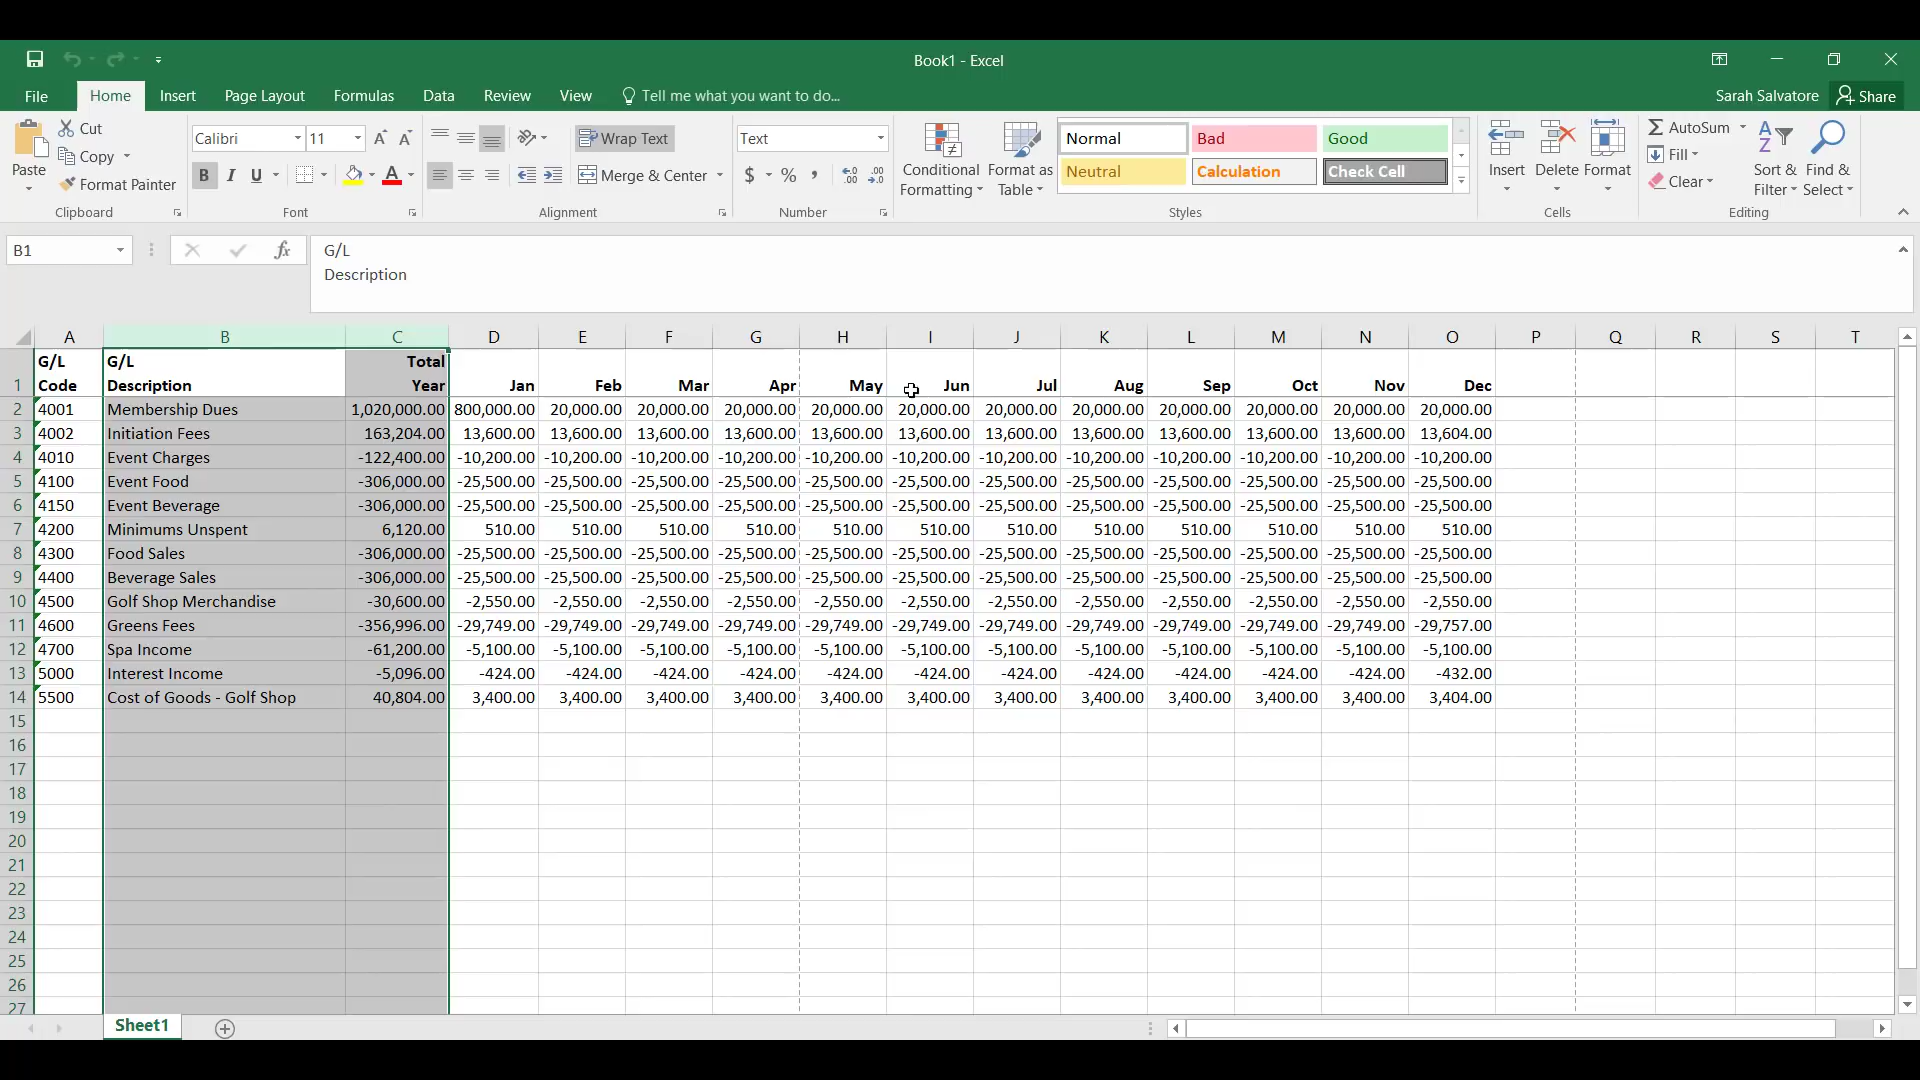 Book1 - Excel
File Home Insert Page Layout Formulas Data Review View Tell me what you want to do... Sarah Salvatore Share
Paste
Cut
Copy
Format Painter
Clipboard
Calibri 11 A A
B I U A
Font
Wrap Text
Merge & Center
Alignment
Text
$ % , .0 .00 .00 .0
Number
Conditional Formatting
Format as Table
Normal Bad Good
Neutral Calculation Check Cell
Styles
Insert Delete Format
Cells
AutoSum
Fill
Clear
Sort & Filter
Find & Select
Editing
B1 fx G/L
Description
A B C D E F G H I J K L M N O P Q R S T
1 G/L Code G/L Description Total Year Jan Feb Mar Apr May Jun Jul Aug Sep Oct Nov Dec
2 4001 Membership Dues 1,020,000.00 800,000.00 20,000.00 20,000.00 20,000.00 20,000.00 20,000.00 20,000.00 20,000.00 20,000.00 20,000.00 20,000.00 20,000.00
3 4002 Initiation Fees 163,204.00 13,600.00 13,600.00 13,600.00 13,600.00 13,600.00 13,600.00 13,600.00 13,600.00 13,600.00 13,600.00 13,600.00 13,604.00
4 4010 Event Charges -122,400.00 -10,200.00 -10,200.00 -10,200.00 -10,200.00 -10,200.00 -10,200.00 -10,200.00 -10,200.00 -10,200.00 -10,200.00 -10,200.00 -10,200.00
5 4100 Event Food -306,000.00 -25,500.00 -25,500.00 -25,500.00 -25,500.00 -25,500.00 -25,500.00 -25,500.00 -25,500.00 -25,500.00 -25,500.00 -25,500.00 -25,500.00
6 4150 Event Beverage -306,000.00 -25,500.00 -25,500.00 -25,500.00 -25,500.00 -25,500.00 -25,500.00 -25,500.00 -25,500.00 -25,500.00 -25,500.00 -25,500.00 -25,500.00
7 4200 Minimums Unspent 6,120.00 510.00 510.00 510.00 510.00 510.00 510.00 510.00 510.00 510.00 510.00 510.00 510.00
8 4300 Food Sales -306,000.00 -25,500.00 -25,500.00 -25,500.00 -25,500.00 -25,500.00 -25,500.00 -25,500.00 -25,500.00 -25,500.00 -25,500.00 -25,500.00 -25,500.00
9 4400 Beverage Sales -306,000.00 -25,500.00 -25,500.00 -25,500.00 -25,500.00 -25,500.00 -25,500.00 -25,500.00 -25,500.00 -25,500.00 -25,500.00 -25,500.00 -25,500.00
10 4500 Golf Shop Merchandise -30,600.00 -2,550.00 -2,550.00 -2,550.00 -2,550.00 -2,550.00 -2,550.00 -2,550.00 -2,550.00 -2,550.00 -2,550.00 -2,550.00 -2,550.00
11 4600 Greens Fees -356,996.00 -29,749.00 -29,749.00 -29,749.00 -29,749.00 -29,749.00 -29,749.00 -29,749.00 -29,749.00 -29,749.00 -29,749.00 -29,749.00 -29,757.00
12 4700 Spa Income -61,200.00 -5,100.00 -5,100.00 -5,100.00 -5,100.00 -5,100.00 -5,100.00 -5,100.00 -5,100.00 -5,100.00 -5,100.00 -5,100.00 -5,100.00
13 5000 Interest Income -5,096.00 -424.00 -424.00 -424.00 -424.00 -424.00 -424.00 -424.00 -424.00 -424.00 -424.00 -424.00 -432.00
14 5500 Cost of Goods - Golf Shop 40,804.00 3,400.00 3,400.00 3,400.00 3,400.00 3,400.00 3,400.00 3,400.00 3,400.00 3,400.00 3,400.00 3,400.00 3,404.00
15
16
17
18
19
20
21
22
23
24
25
26
27
Sheet1